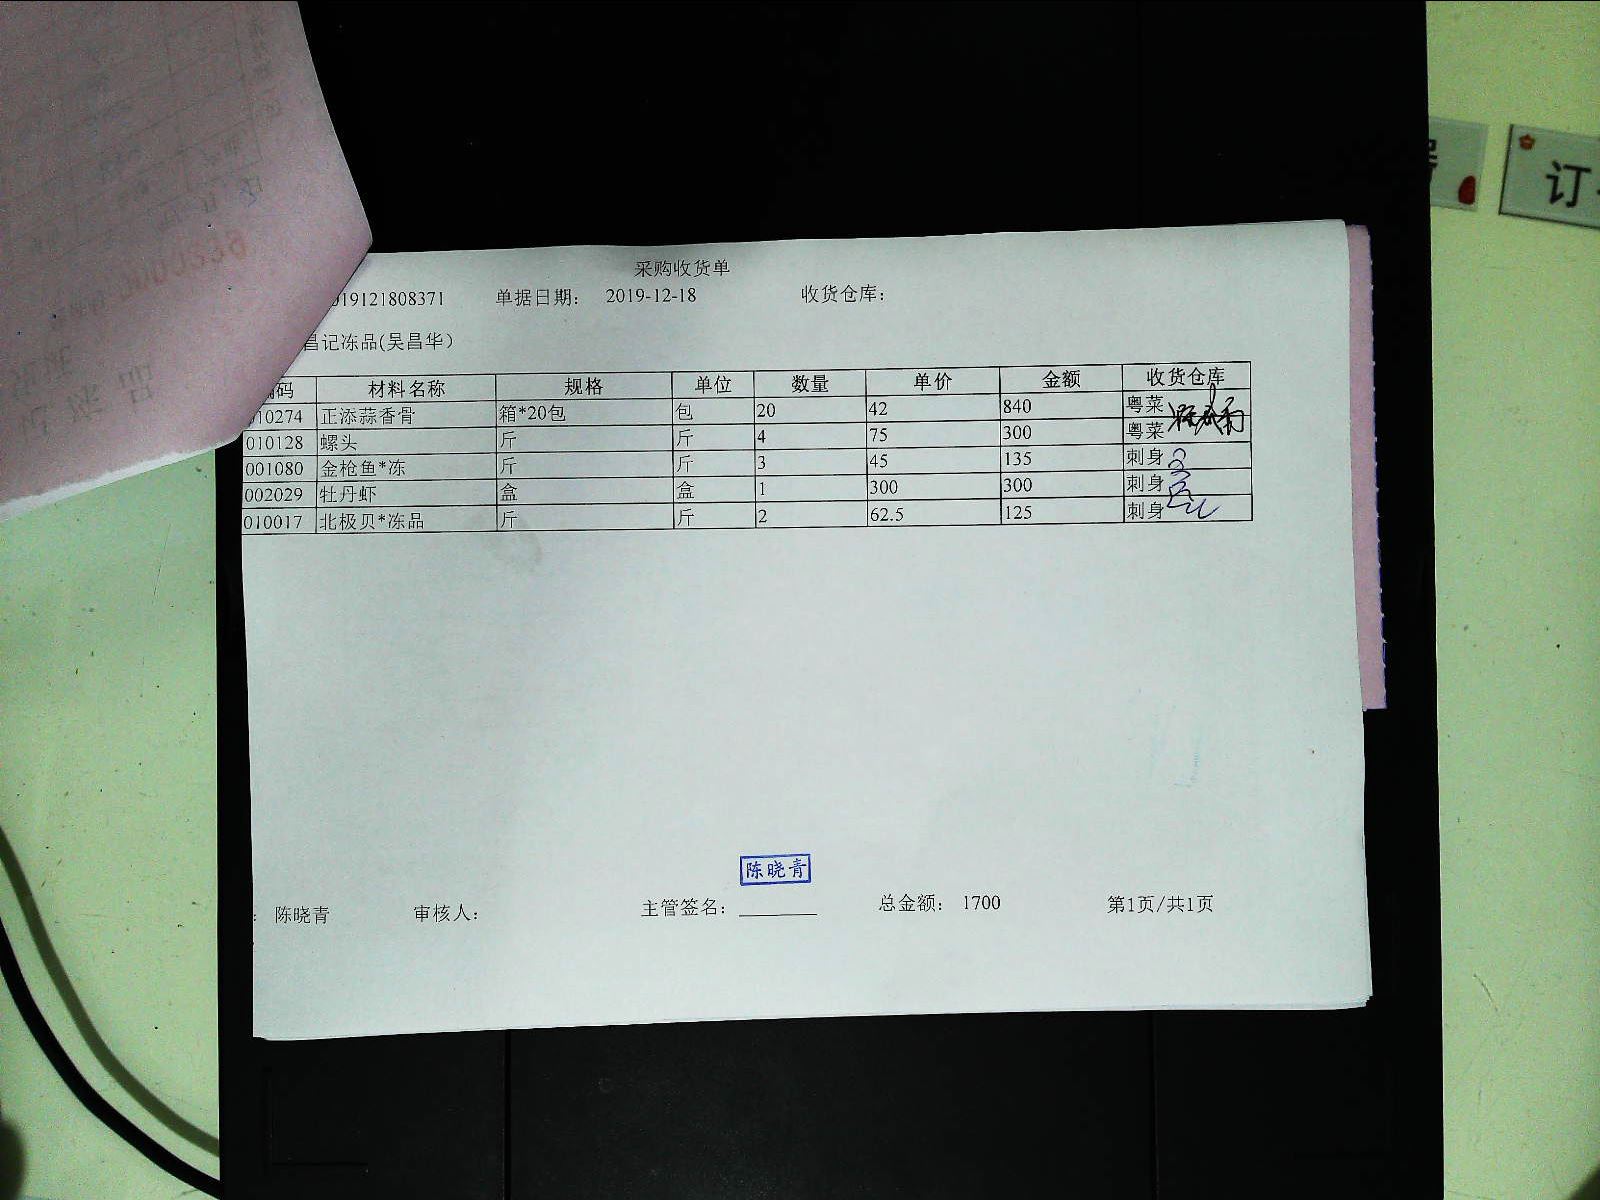 采购收货单
019121808371 单据日期： 2019-12-18 收货仓库：
昌记冻品(吴昌华)
码 材料名称 规格 单位 数量 单价 金额 收货仓库
010274 正添蒜香骨 箱*20包 包 20 42 840 粤菜
010128 螺头 斤 斤 4 75 300 粤菜
001080 金枪鱼*冻 斤 斤 3 45 135 刺身
002029 牡丹虾 盒 盒 1 300 300 刺身
010017 北极贝*冻品 斤 斤 2 62.5 125 刺身
陈晓青
: 陈晓青 审核人： 主管签名： 总金额： 1700 第1页/共1页
订